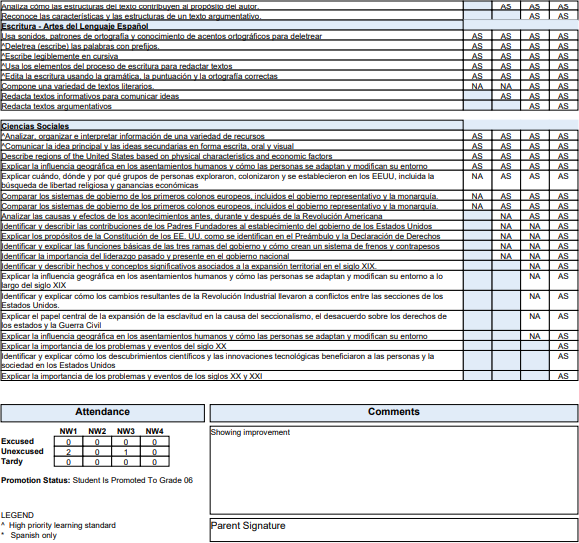 Analiza cómo las estructuras del texto contribuyen al propósito del autor. AS AS AS
Reconoce las características y las estructuras de un texto argumentativo. AS AS
Escritura - Artes del Lenguaje Español
Usa sonidos, patrones de ortografía y conocimiento de acentos ortográficos para deletrear AS AS AS AS
^Deletrea (escribe) las palabras con prefijos. AS AS AS AS
^Escribe legiblemente en cursiva AS AS AS AS
^Usa los elementos del proceso de escritura para redactar textos AS AS AS AS
^Edita la escritura usando la gramática, la puntuación y la ortografía correctas AS AS AS AS
Compone una variedad de textos literarios. NA NA AS AS
Redacta textos informativos para comunicar ideas AS AS AS
Redacta textos argumentativos AS AS
Ciencias Sociales
^Analizar, organizar e interpretar información de una variedad de recursos AS AS AS AS
^Comunicar la idea principal y las ideas secundarias en forma escrita, oral y visual AS AS AS AS
Describe regions of the United States based on physical characteristics and economic factors AS AS AS AS
Explicar la influencia geográfica en los asentamientos humanos y cómo las personas se adaptan y modifican su entorno AS AS AS AS
Explicar cuándo, dónde y por qué grupos de personas exploraron, colonizaron y se establecieron en los EEUU, incluida la NA AS AS AS
búsqueda de libertad religiosa y ganancias económicas
Comparar los sistemas de gobierno de los primeros colonos europeos, incluidos el gobierno representativo y la monarquía. NA AS AS AS
Comparar los sistemas de gobierno de los primeros colonos europeos, incluidos el gobierno representativo y la monarquía. NA AS AS AS
Analizar las causas y efectos de los acontecimientos antes, durante y después de la Revolución Americana NA AS AS
Identificar y describir las contribuciones de los Padres Fundadores al establecimiento del gobierno de los Estados Unidos NA AS AS
Explicar los propósitos de la Constitución de los EE. UU. como se identifican en el Preámbulo y la Declaración de Derechos NA AS AS
Identificar y explicar las funciones básicas de las tres ramas del gobierno y cómo crean un sistema de frenos y contrapesos NA AS AS
Identificar la importancia del liderazgo pasado y presente en el gobierno nacional NA NA AS
Identificar y describir hechos y conceptos significativos asociados a la expansión territorial en el siglo XIX. NA AS
Explicar la influencia geográfica en los asentamientos humanos y cómo las personas se adaptan y modifican su entorno a lo NA AS
largo del siglo XIX
Identificar y explicar cómo los cambios resultantes de la Revolución Industrial llevaron a conflictos entre las secciones de los NA AS
Estados Unidos.
Explicar el papel central de la expansión de la esclavitud en la causa del seccionalismo, el desacuerdo sobre los derechos de NA AS
los estados y la Guerra Civil
Explicar la influencia geográfica en los asentamientos humanos y cómo las personas se adaptan y modifican su entorno NA AS
Explicar la importancia de los problemas y eventos del siglo XX AS
Identificar y explicar cómo los descubrimientos científicos y las innovaciones tecnológicas beneficiaron a las personas y la AS
sociedad en los Estados Unidos
Explicar la importancia de los problemas y eventos de los siglos XX y XXI AS
Attendance
NW1 NW2 NW3 NW4
Excused 0 0 0 0
Unexcused 2 0 1 0
Tardy 0 0 0 0
Promotion Status: Student Is Promoted To Grade 06
LEGEND
^ High priority learning standard
* Spanish only
Comments
Showing improvement
Parent Signature